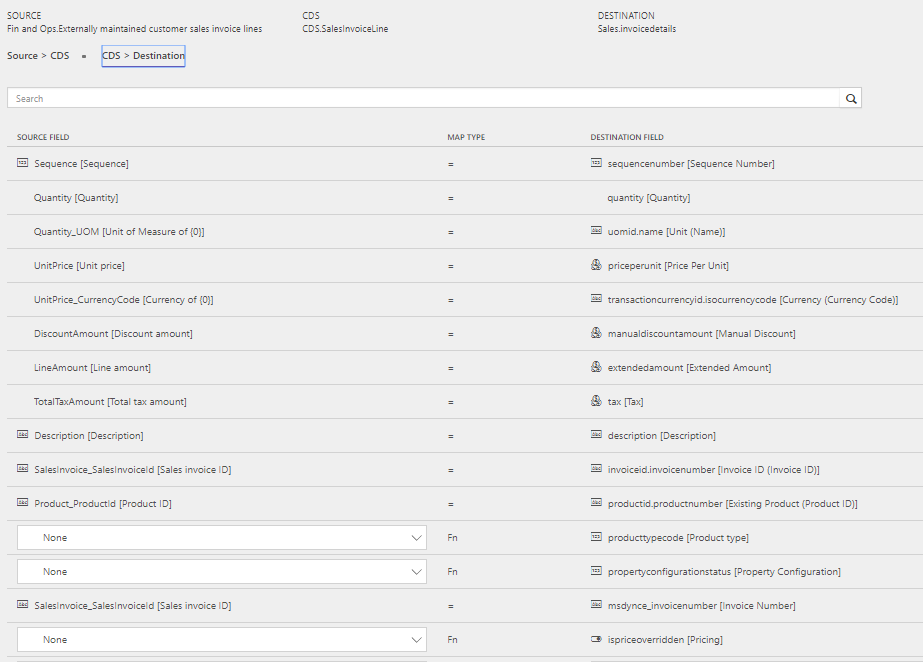 SOURCE CDS DESTINATION
Fin and Ops.Externally maintained customer sales invoice lines CDS.SalesInvoiceLine Sales.invoicedetails
Source > CDS CDS > Destination
Search
SOURCE FIELD MAP TYPE DESTINATION FIELD
Sequence [Sequence] = sequencenumber [Sequence Number]
Quantity [Quantity] = quantity [Quantity]
Quantity_UOM [Unit of Measure of {0}] = uomid.name [Unit (Name)]
UnitPrice [Unit price] = priceperunit [Price Per Unit]
UnitPrice_CurrencyCode [Currency of {0}] = transactioncurrencyid.isocurrencycode [Currency (Currency Code)]
DiscountAmount [Discount amount] = manualdiscountamount [Manual Discount]
LineAmount [Line amount] = extendedamount [Extended Amount]
TotalTaxAmount [Total tax amount] = tax [Tax]
Description [Description] = description [Description]
SalesInvoice_SalesInvoiceId [Sales invoice ID] = invoiceid.invoicenumber [Invoice ID (Invoice ID)]
Product_ProductId [Product ID] = productid.productnumber [Existing Product (Product ID)]
None Fn producttypecode [Product type]
None Fn propertyconfigurationstatus [Property Configuration]
SalesInvoice_SalesInvoiceId [Sales invoice ID] = msdynce_invoicenumber [Invoice Number]
None Fn ispriceoverridden [Pricing]